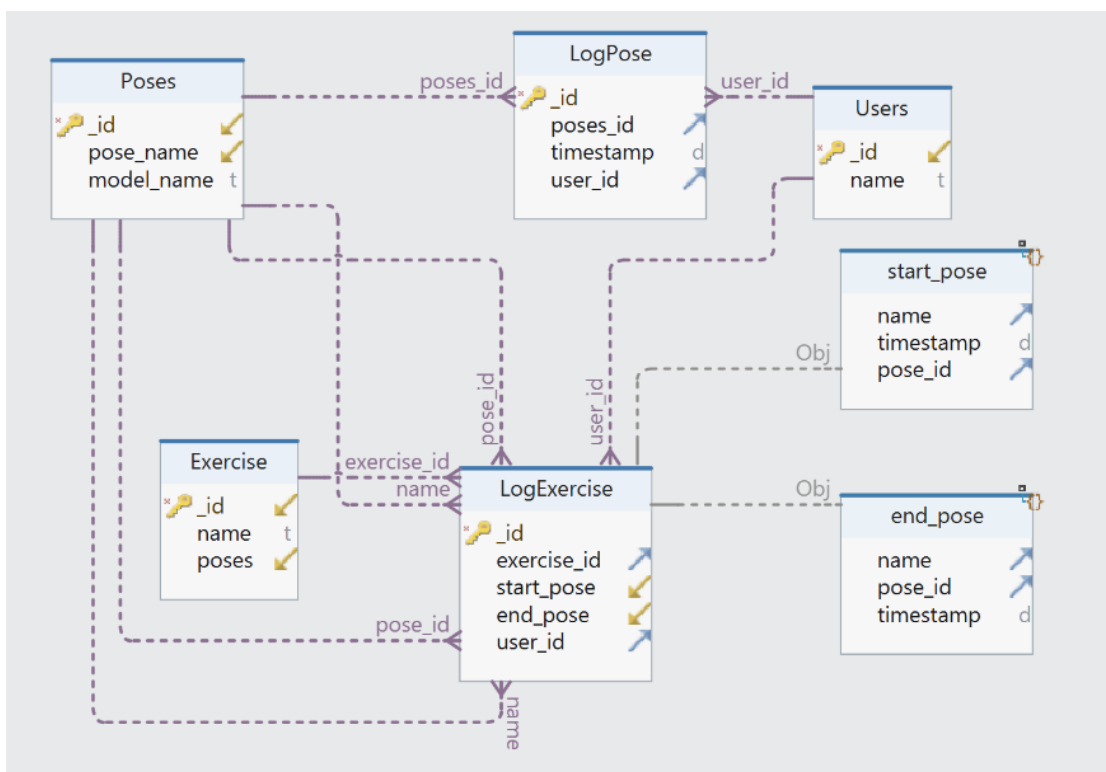 Poses
_id
pose_name
model_name t
poses_id
LogPose
_id
poses_id
timestamp d
user_id
user_id
Users
_id
name t
start_pose
name
timestamp d
pose_id
Obj
pose_id
user_id
Exercise
_id
name t
poses
exercise_id
name
LogExercise
_id
exercise_id
start_pose
end_pose
user_id
Obj
end_pose
{}
name
pose_id
timestamp d
pose_id
name
{}